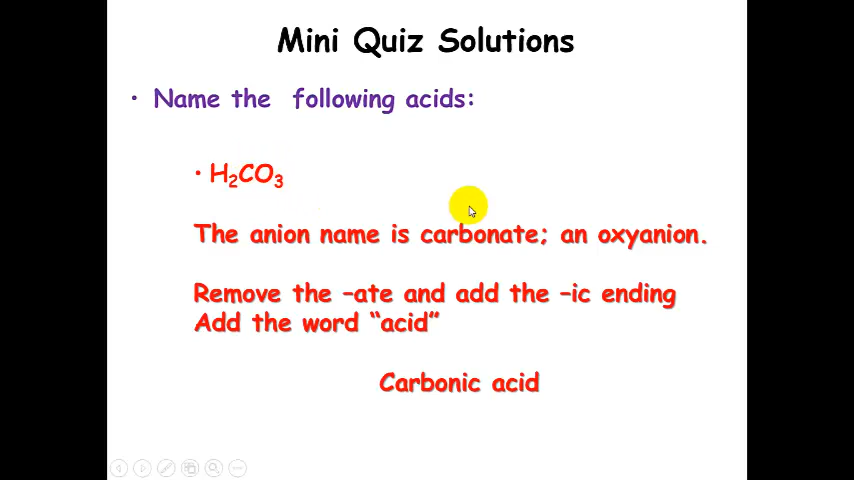 Mini Quiz Solutions
• Name the following acids:
• H₂CO₃
The anion name is carbonate; an oxyanion.
Remove the –ate and add the –ic ending
Add the word “acid”
Carbonic acid